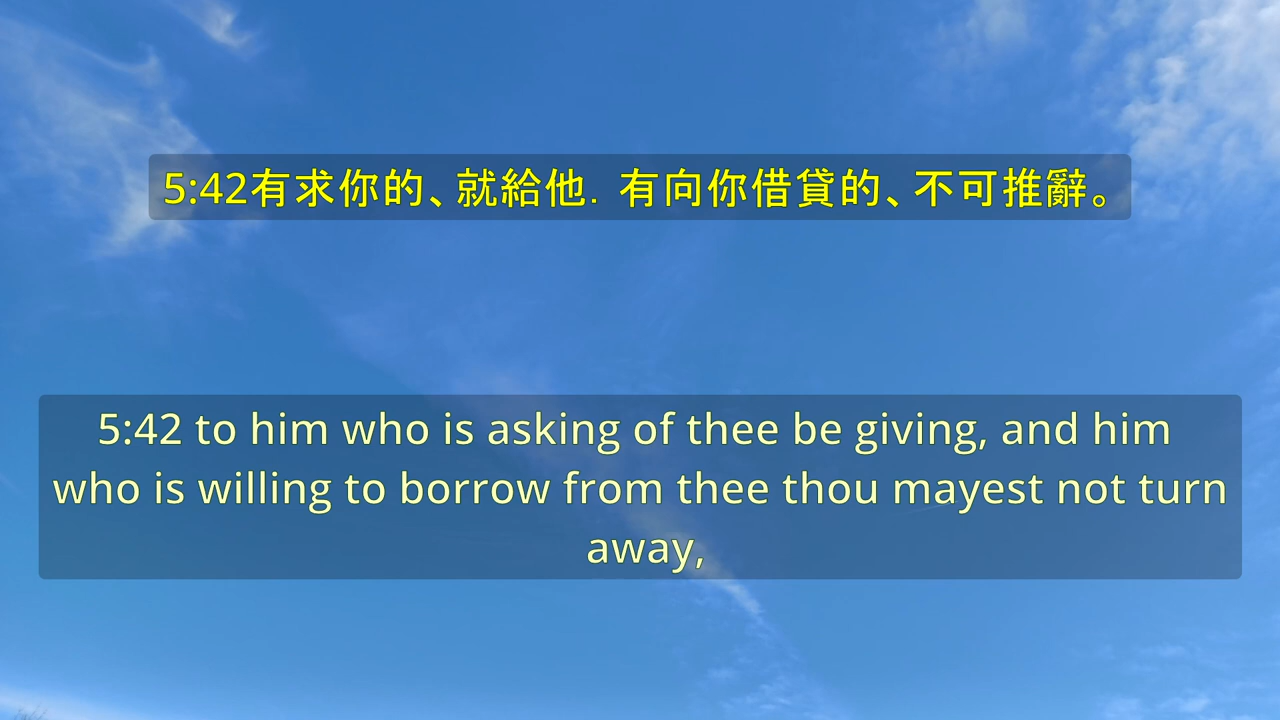 5:42有求你的、就給他．有向你借貸的、不可推辭。
5:42 to him who is asking of thee be giving, and him
who is willing to borrow from thee thou mayest not turn
away,